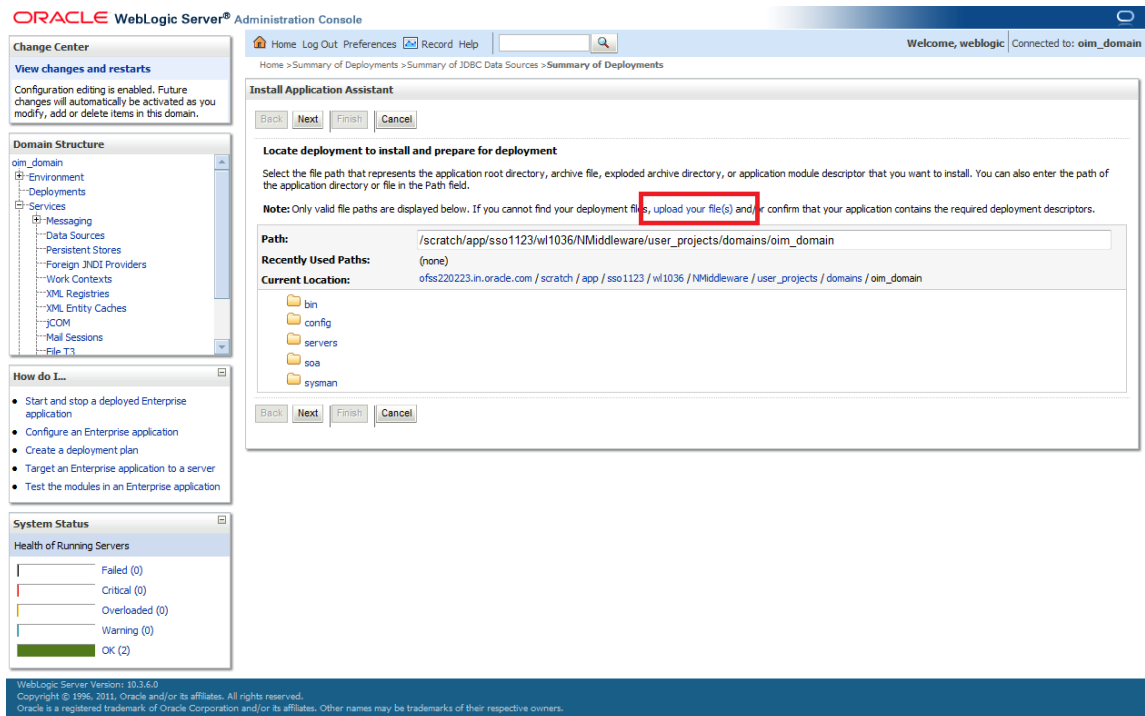 ORACLE WebLogic Server® Administration Console
Change Center
View changes and restarts
Configuration editing is enabled. Future
changes will automatically be activated as you
modify, add or delete items in this domain.
Domain Structure
oim_domain
Environment
Deployments
Services
Messaging
Data Sources
Persistent Stores
Foreign JNDI Providers
Work Contexts
XML Registries
XML Entity Caches
jCOM
Mail Sessions
File T3
How do I...
Start and stop a deployed Enterprise
application
Configure an Enterprise application
Create a deployment plan
Target an Enterprise application to a server
Test the modules in an Enterprise application
System Status
Health of Running Servers
Failed (0)
Critical (0)
Overloaded (0)
Warning (0)
OK (2)
Home Log Out Preferences Record Help
Welcome, weblogic Connected to: oim_domain
Home >Summary of Deployments >Summary of JDBC Data Sources >Summary of Deployments
Install Application Assistant
Back Next Finish Cancel
Locate deployment to install and prepare for deployment
Select the file path that represents the application root directory, archive file, exploded archive directory, or application module descriptor that you want to install. You can also enter the path of
the application directory or file in the Path field.
Note: Only valid file paths are displayed below. If you cannot find your deployment files, upload your file(s) and/or confirm that your application contains the required deployment descriptors.
Path: /scratch/app/sso1123/wl1036/NMiddleware/user_projects/domains/oim_domain
Recently Used Paths: (none)
Current Location: ofss220223.in.oracle.com / scratch / app / sso1123 / wl1036 / NMiddleware / user_projects / domains / oim_domain
bin
config
servers
soa
sysman
Back Next Finish Cancel
WebLogic Server Version: 10.3.6.0
Copyright © 1996, 2011, Oracle and/or its affiliates. All rights reserved.
Oracle is a registered trademark of Oracle Corporation and/or its affiliates. Other names may be trademarks of their respective owners.